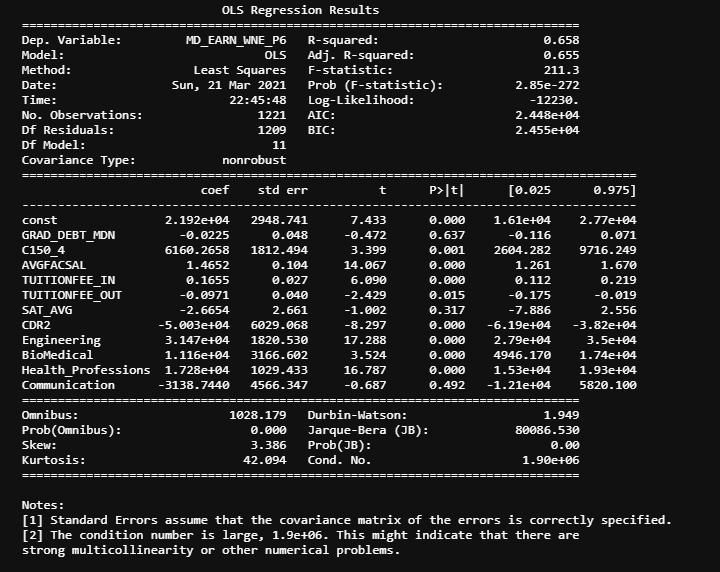 OLS Regression Results
==============================================================================
Dep. Variable: MD_EARN_WNE_P6 R-squared: 0.658
Model: OLS Adj. R-squared: 0.655
Method: Least Squares F-statistic: 211.3
Date: Sun, 21 Mar 2021 Prob (F-statistic): 2.85e-272
Time: 22:45:48 Log-Likelihood: -12230.
No. Observations: 1221 AIC: 2.448e+04
Df Residuals: 1209 BIC: 2.455e+04
Df Model: 11
Covariance Type: nonrobust
======================================================================================
coef std err t P>|t| [0.025 0.975]
--------------------------------------------------------------------------------------
const 2.192e+04 2948.741 7.433 0.000 1.61e+04 2.77e+04
GRAD_DEBT_MDN -0.0225 0.048 -0.472 0.637 -0.116 0.071
C150_4 6160.2658 1812.494 3.399 0.001 2604.282 9716.249
AVGFACSAL 1.4652 0.104 14.067 0.000 1.261 1.670
TUITIONFEE_IN 0.1655 0.027 6.090 0.000 0.112 0.219
TUITIONFEE_OUT -0.0971 0.040 -2.429 0.015 -0.175 -0.019
SAT_AVG -2.6654 2.661 -1.002 0.317 -7.886 2.556
CDR2 -5.003e+04 6029.068 -8.297 0.000 -6.19e+04 -3.82e+04
Engineering 3.147e+04 1820.530 17.288 0.000 2.79e+04 3.5e+04
BioMedical 1.116e+04 3166.602 3.524 0.000 4946.170 1.74e+04
Health_Professions 1.728e+04 1029.433 16.787 0.000 1.53e+04 1.93e+04
Communication -3138.7440 4566.347 -0.687 0.492 -1.21e+04 5820.100
==============================================================================
Omnibus: 1028.179 Durbin-Watson: 1.949
Prob(Omnibus): 0.000 Jarque-Bera (JB): 80086.530
Skew: 3.386 Prob(JB): 0.00
Kurtosis: 42.094 Cond. No. 1.90e+06
==============================================================================
Notes:
[1] Standard Errors assume that the covariance matrix of the errors is correctly specified.
[2] The condition number is large, 1.9e+06. This might indicate that there are
strong multicollinearity or other numerical problems.